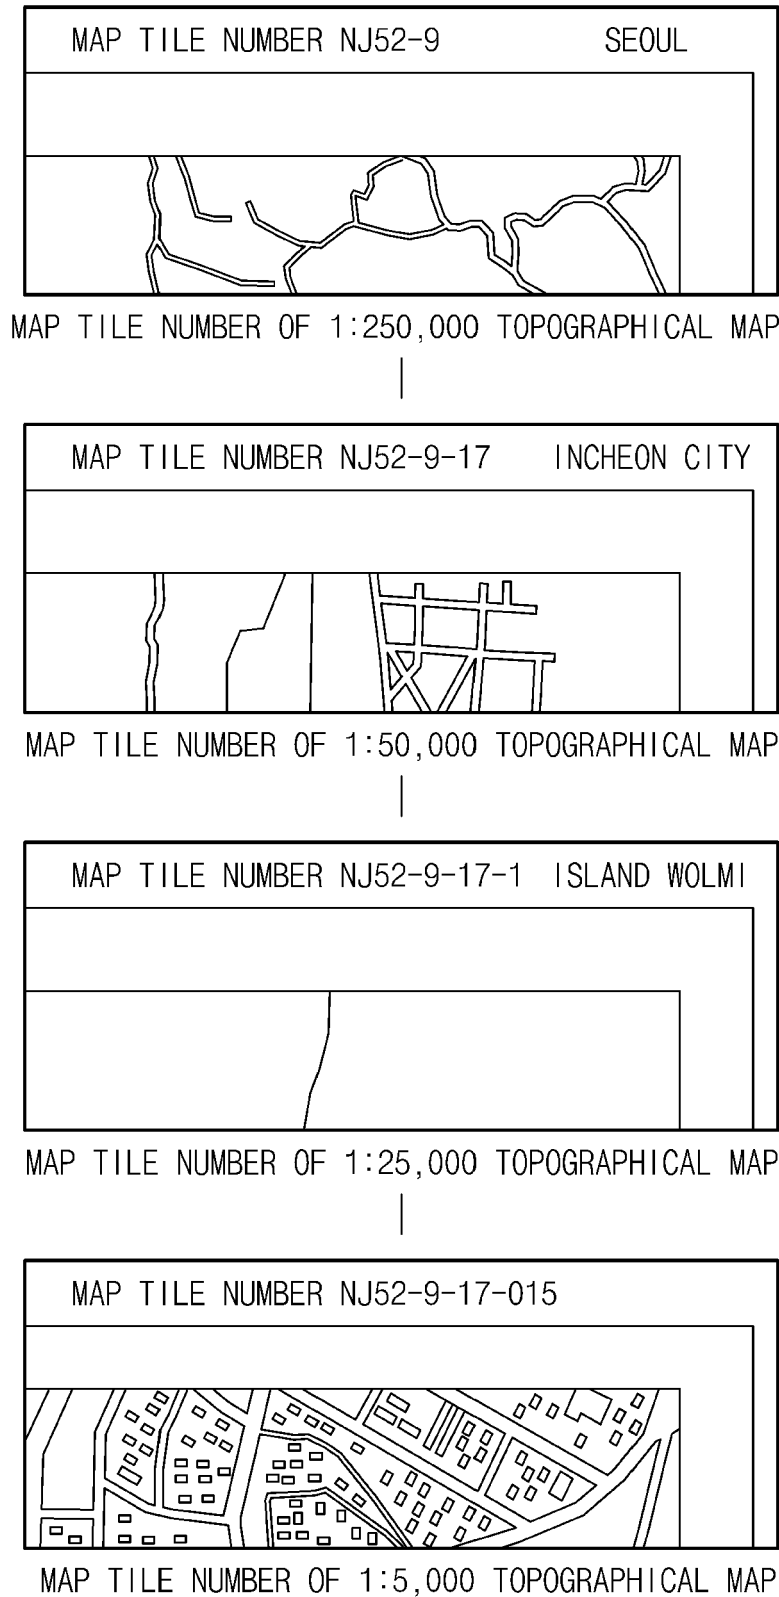 MAP TILE NUMBER NJ52-9 SEOUL
MAP TILE NUMBER OF 1:250,000 TOPOGRAPHICAL MAP
MAP TILE NUMBER NJ52-9-17 INCHEON CITY
MAP TILE NUMBER OF 1:50,000 TOPOGRAPHICAL MAP
MAP TILE NUMBER NJ52-9-17-1 ISLAND WOLMI
MAP TILE NUMBER OF 1:25,000 TOPOGRAPHICAL MAP
MAP TILE NUMBER NJ52-9-17-015
MAP TILE NUMBER OF 1:5,000 TOPOGRAPHICAL MAP